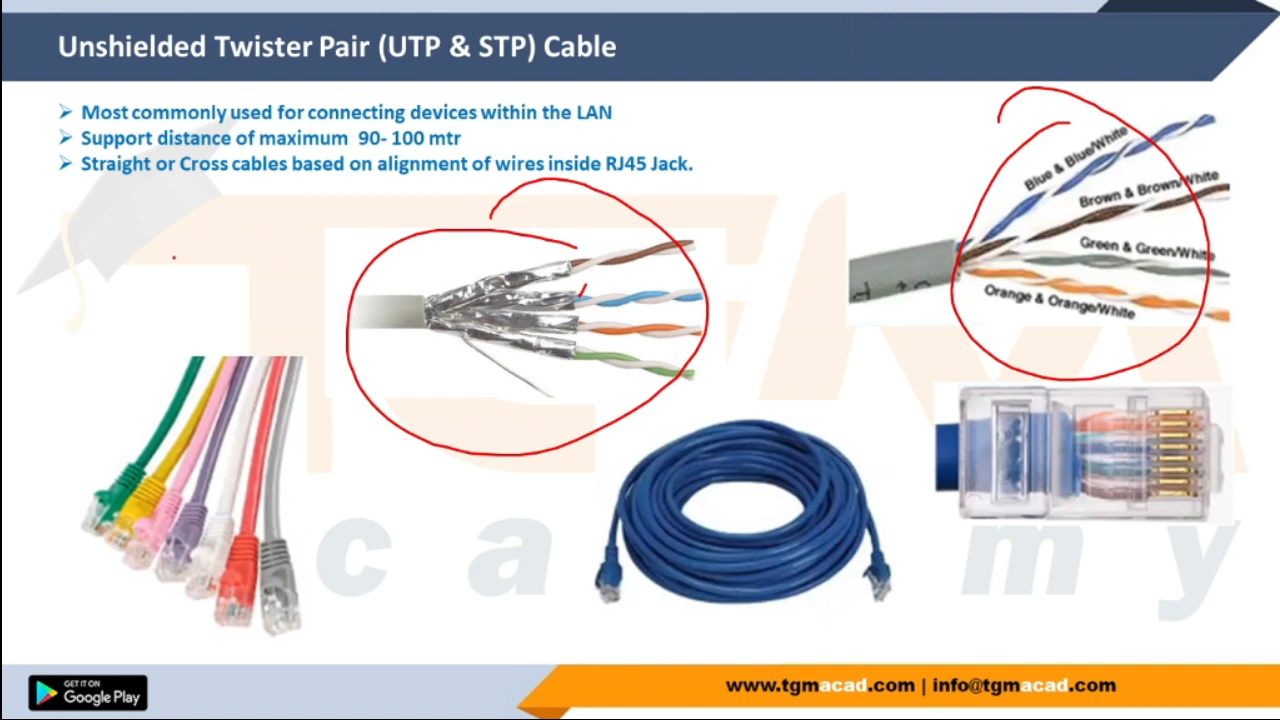 Unshielded Twister Pair (UTP & STP) Cable
Most commonly used for connecting devices within the LAN
Support distance of maximum 90- 100 mtr
Straight or Cross cables based on alignment of wires inside RJ45 Jack.
Blue & Blue/White
Brown & Brown/White
Green & Green/White
Orange & Orange/White
c a my
GET IT ON
Google Play
www.tgmacad.com | info@tgmacad.com